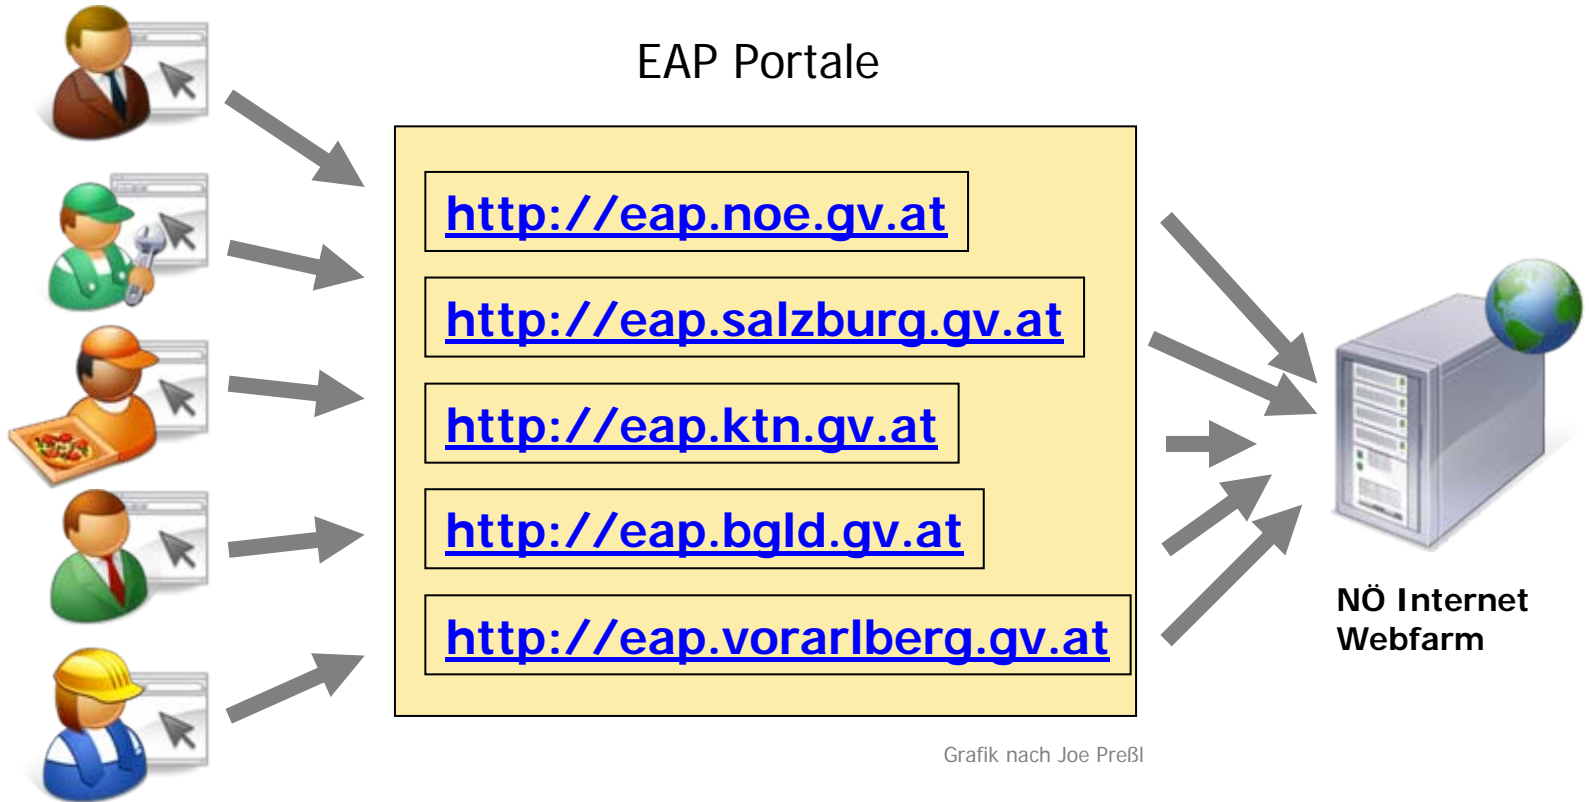 EAP Portale
http://eap.noe.gv.at
http://eap.salzburg.gv.at
http://eap.ktn.gv.at
http://eap.bgld.gv.at
http://eap.vorarlberg.gv.at
NÖ Internet
Webfarm
Grafik nach Joe Preßl